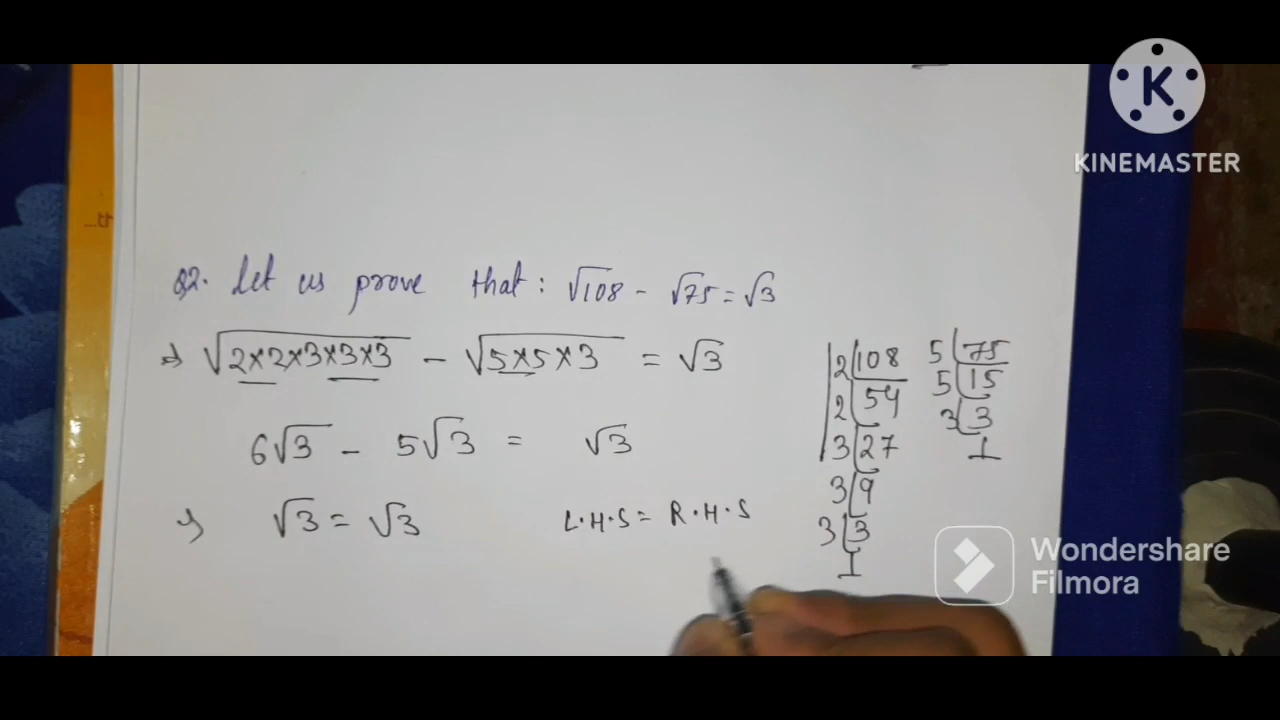 K
KINEMASTER
tt...
Q2. Let us prove that: √108 - √75 = √3
⇒ √2×2×3×3×3 - √5×5×3 = √3
6√3 - 5√3 = √3
⇒ √3 = √3 L.H.S = R.H.S
2 108
2 54
3 27
3 9
3 3
1
5 75
5 15
3 3
1
Wondershare
Filmora